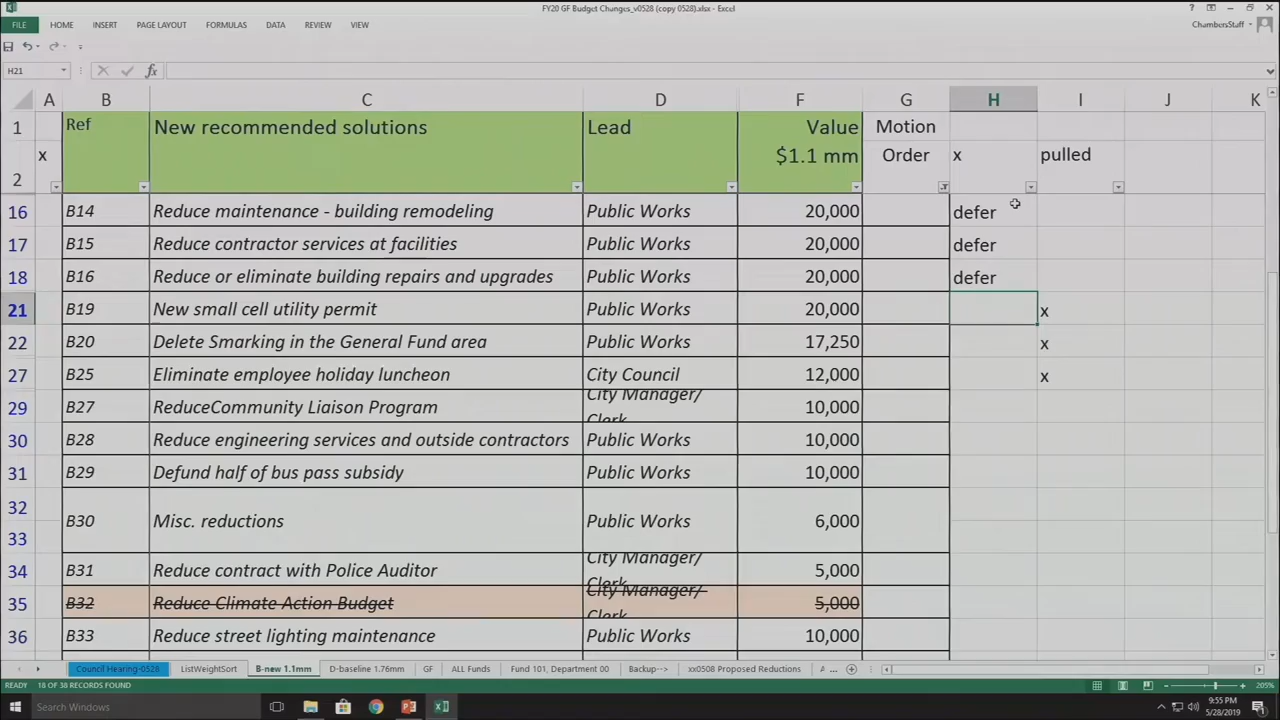 FY20 GF Budget Changes_v0528 (copy 0528).xlsx - Excel
FILE HOME INSERT PAGE LAYOUT FORMULAS DATA REVIEW VIEW ChambersStaff
H21 fx
A B C D F G H I J K
1 Ref New recommended solutions Lead Value Motion
x $1.1 mm Order x pulled
2
16 B14 Reduce maintenance - building remodeling Public Works 20,000 defer
17 B15 Reduce contractor services at facilities Public Works 20,000 defer
18 B16 Reduce or eliminate building repairs and upgrades Public Works 20,000 defer
21 B19 New small cell utility permit 20,000 x
22 B20 Delete Smarking in the General Fund area 17,250 x
27 B25 Eliminate employee holiday luncheon City Council 12,000 x
29 B27 ReduceCommunity Liaison Program City Manager/ Clerk 10,000
30 B28 Reduce engineering services and outside contractors Public Works 10,000
31 B29 Defund half of bus pass subsidy Public Works 10,000
32
B30 Misc. reductions Public Works 6,000
33
34 B31 Reduce contract with Police Auditor City Manager/ Clerk 5,000
35 B32 Reduce Climate Action Budget City Manager/ Clerk 5,000
36 B33 Reduce street lighting maintenance Public Works 10,000
Council Hearing-0528 ListWeightSort B-new 1.1mm D-baseline 1.76mm GF ALL Funds Fund 101, Department 00 Backup--> xx0508 Proposed Reductions
READY 18 OF 38 RECORDS FOUND 205%
Search Windows 9:55 PM
5/28/2019